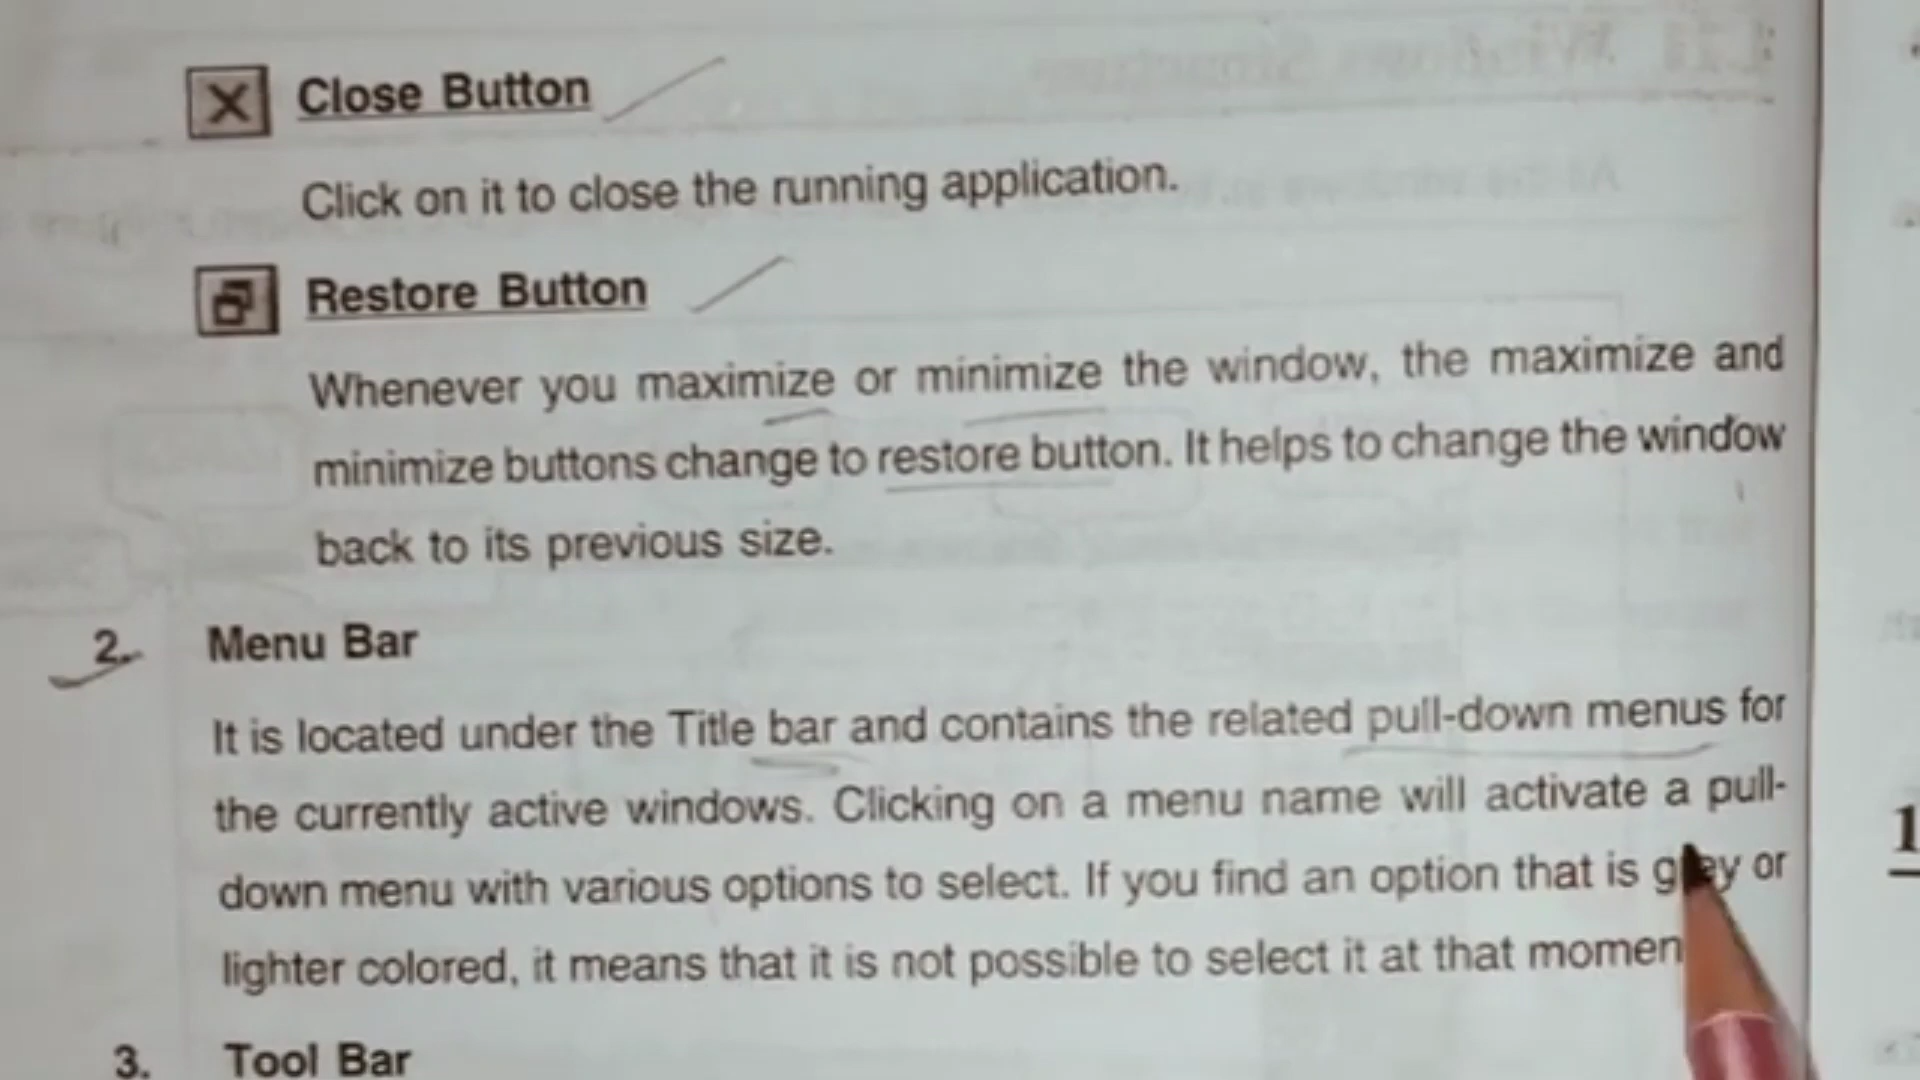 Close Button
Click on it to close the running application.
Restore Button
Whenever you maximize or minimize the window, the maximize and
minimize buttons change to restore button. It helps to change the window
back to its previous size.
2. Menu Bar
It is located under the Title bar and contains the related pull-down menus for
the currently active windows. Clicking on a menu name will activate a pull-
down menu with various options to select. If you find an option that is grey or
lighter colored, it means that it is not possible to select it at that momen
3. Tool Bar
1